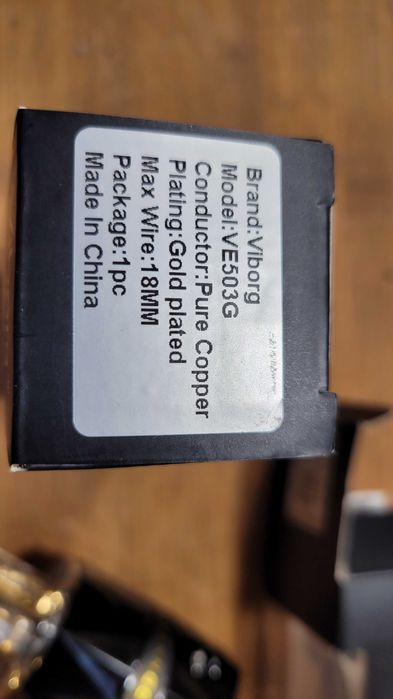 Brand:Viborg
Model:VE503G
Conductor:Pure Copper
Plating:Gold plated
Max Wire:18MM
Package:1pc
Made In China